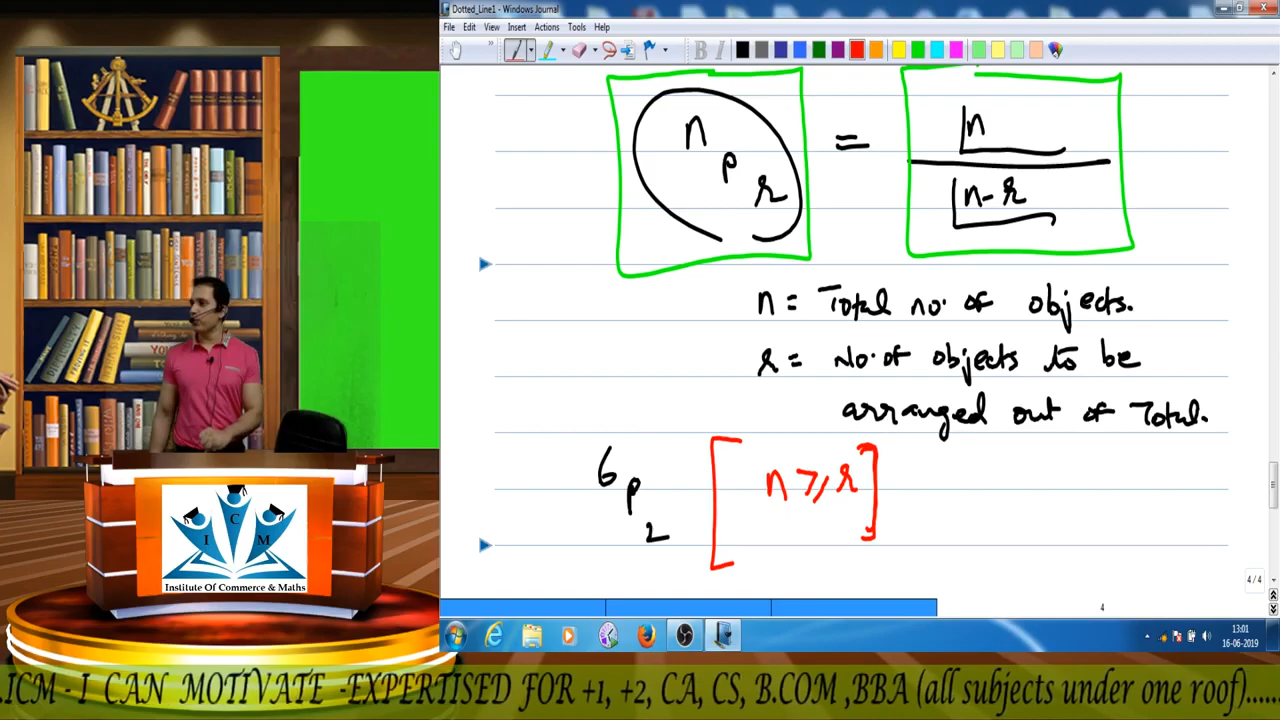 Dotted_Line1 - Windows Journal
File Edit View Insert Actions Tools Help
n P r = |n / |n-r
n = Total no. of objects.
r = No. of objects to be
arranged out of Total.
6 P 2 [ n ≥ r ]
4/4
4
I C M
Institute Of Commerce & Maths
13:01
16-06-2019
.ICM - I CAN MOTIVATE -EXPERTISED FOR +1, +2, CA, CS, B.COM ,BBA (all subjects under one roof).....